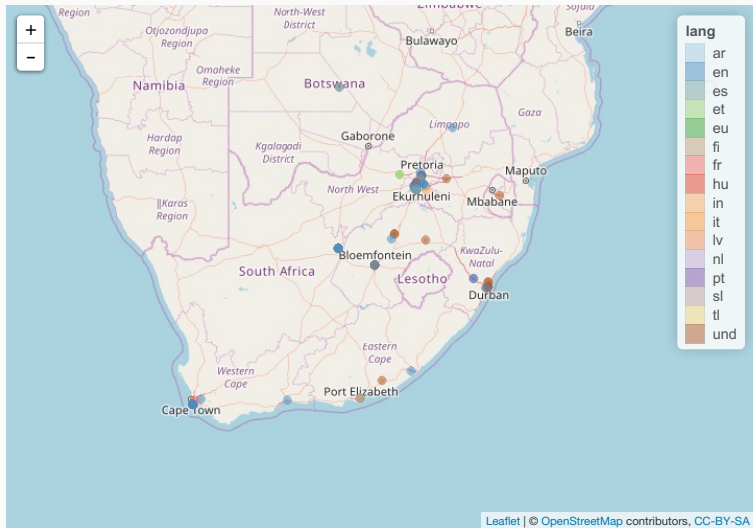 +
-
Region
North-West
District
Zimbabwe
Sofala
Otjozondjupa
Region
Bulawayo
Beira
Omaheke
Region
Botswana
Namibia
Gaborone
Limpopo
Gaza
Hardap
Region
Kgalagadi
District
Pretoria
Maputo
North West
Ekurhuleni
Mbabane
||Karas
Region
Bloemfontein
KwaZulu-
Natal
South Africa
Lesotho
Durban
Eastern
Cape
Western
Cape
Port Elizabeth
Cape Town
lang
ar
en
es
et
eu
fi
fr
hu
in
it
lv
nl
pt
sl
tl
und
Leaflet | © OpenStreetMap contributors, CC-BY-SA